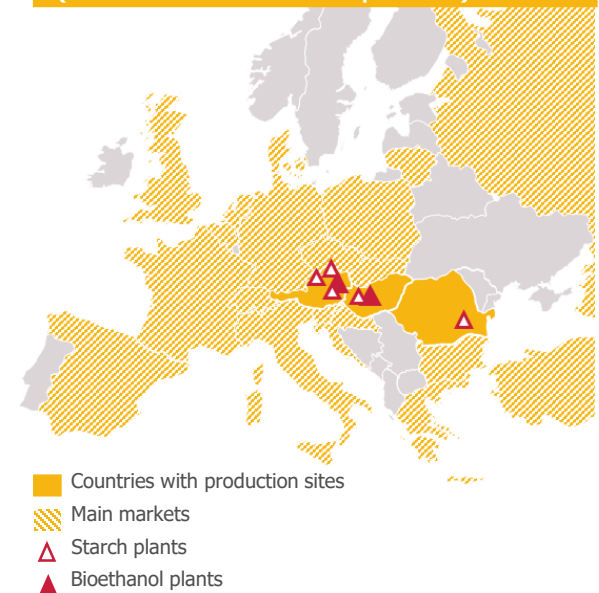 Countries with production sites
Main markets
Starch plants
Bioethanol plants